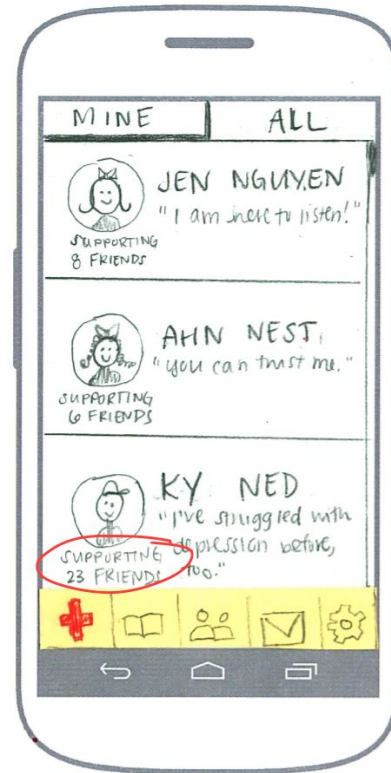 MINE
ALL
JEN NGUYEN
"I am here to listen!"
SUPPORTING
8 FRIENDS
AHN NEST
"you can trust me."
SUPPORTING
6 FRIENDS
KY NED
"I've struggled with
depression before,
too."
SUPPORTING
23 FRIENDS